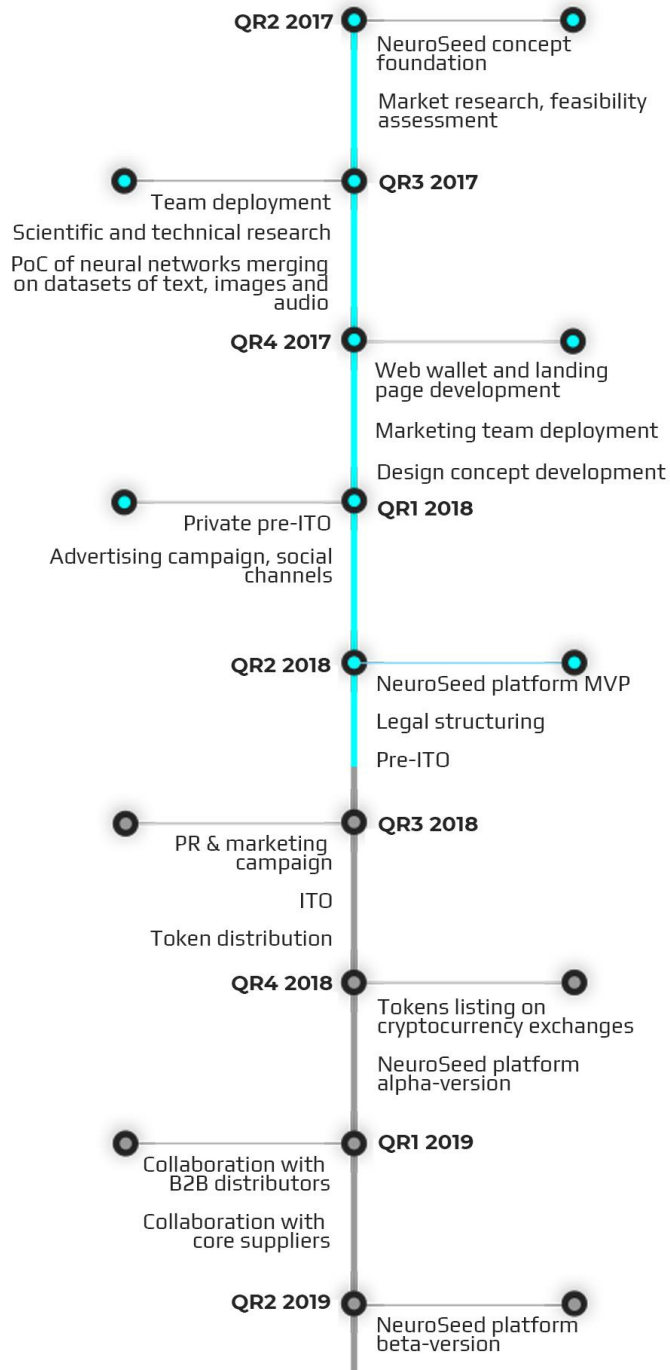 QR2 2017
NeuroSeed concept
foundation
Market research, feasibility
assessment
QR3 2017
Team deployment
Scientific and technical research
PoC of neural networks merging
on datasets of text, images and
audio
QR4 2017
Web wallet and landing
page development
Marketing team deployment
Design concept development
QR1 2018
Private pre-ITO
Advertising campaign, social
channels
QR2 2018
NeuroSeed platform MVP
Legal structuring
Pre-ITO
QR3 2018
PR & marketing
campaign
ITO
Token distribution
QR4 2018
Tokens listing on
cryptocurrency exchanges
NeuroSeed platform
alpha-version
QR1 2019
Collaboration with
B2B distributors
Collaboration with
core suppliers
QR2 2019
NeuroSeed platform
beta-version